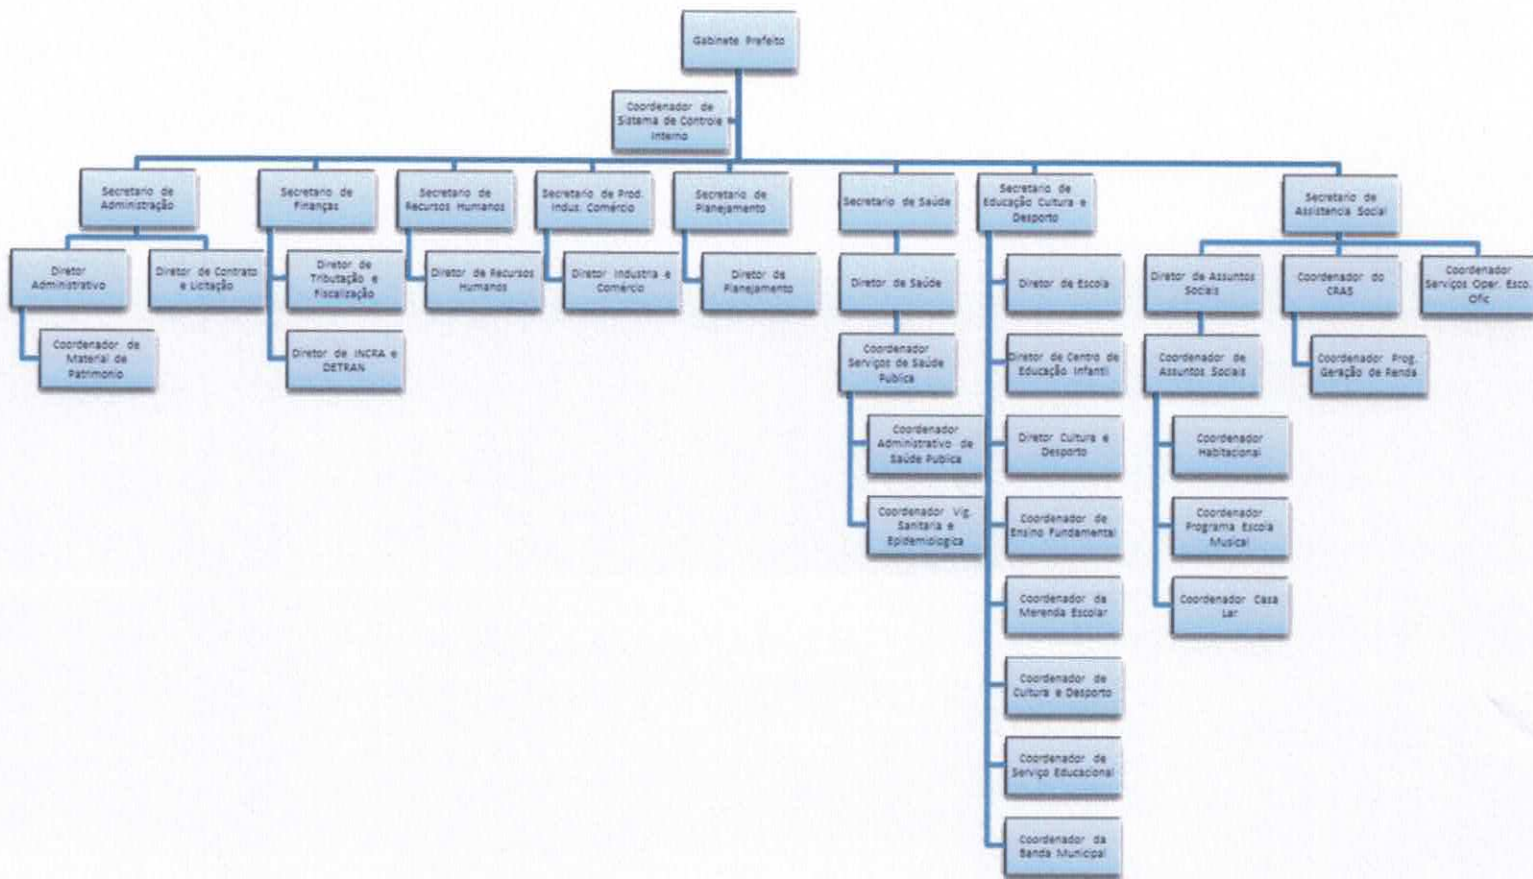 Gabinete Prefeito
Coordenador de
Sistema de Controle
Interno
Secretario de
Administração
Secretario de
Finanças
Secretario de
Recursos Humanos
Secretario de Prod.
Indus. Comércio
Secretario de
Planejamento
Secretario de Saúde
Secretario de
Educação Cultura e
Desporto
Secretario de
Assistencia Social
Diretor
Administrativo
Diretor de Contrato
e Licitação
Diretor de
Tributação e
Fiscalização
Diretor de Recursos
Humanos
Diretor Industria e
Comércio
Diretor de
Planejamento
Diretor de Saúde
Diretor de Escola
Diretor de Assuntos
Sociais
Coordenador do
CRAS
Coordenador
Serviços Oper. Esco.
Ofic
Coordenador de
Material de
Patrimonio
Diretor de INCRA e
DETRAN
Coordenador
Serviços de Saúde
Publica
Diretor de Centro de
Educação Infantil
Coordenador de
Assuntos Sociais
Coordenador Prog.
Geração de Renda
Coordenador
Administrativo de
Saúde Publica
Diretor Cultura e
Desporto
Coordenador
Habitacional
Coordenador Vig.
Sanitaria e
Epidemiologica
Coordenador de
Ensino Fundamental
Coordenador
Programa Escola
Musical
Coordenador da
Merenda Escolar
Coordenador Casa
Lar
Coordenador de
Cultura e Desporto
Coordenador de
Serviço Educacional
Coordenador da
Banda Municipal